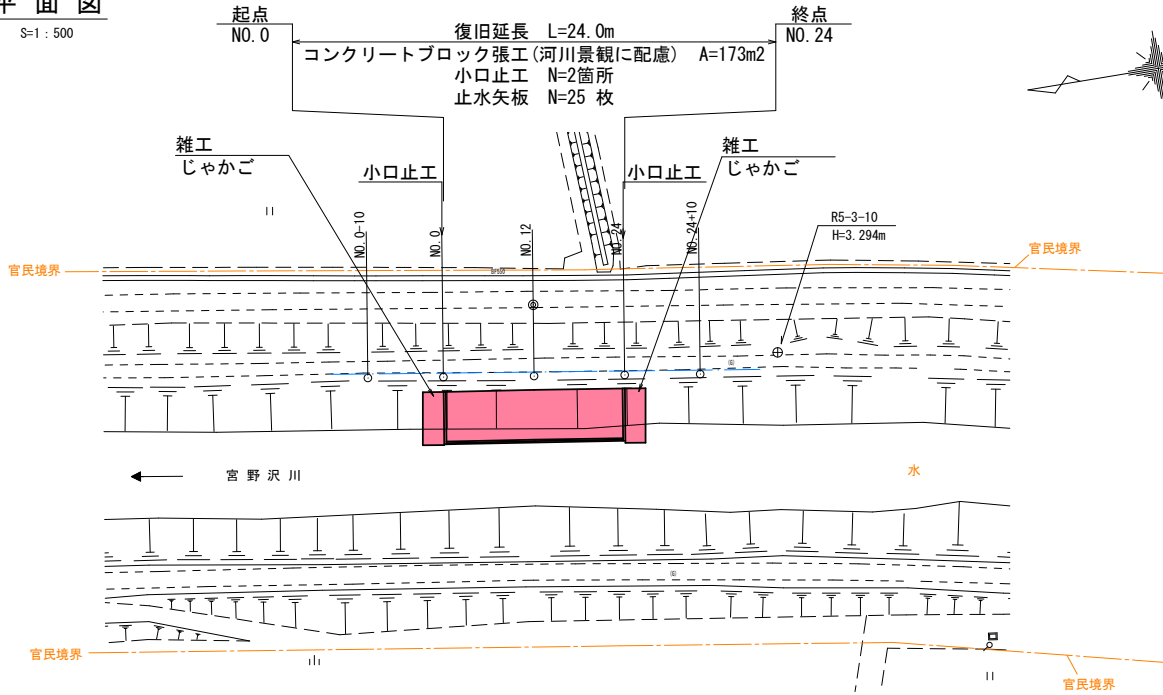 平面図
S=1:500
起点
NO.0
終点
NO.24
復旧延長 L=24.0m
コンクリートブロック張工(河川景観に配慮) A=173m2
小口止工 N=2箇所
止水矢板 N=25 枚
雑工
じゃかご
小口止工
小口止工
雑工
じゃかご
NO.0-10
NO.0
NO.12
NO.24
NO.24+10
R5-3-10
H=3.294m
官民境界
官民境界
宮野沢川
水
官民境界
官民境界